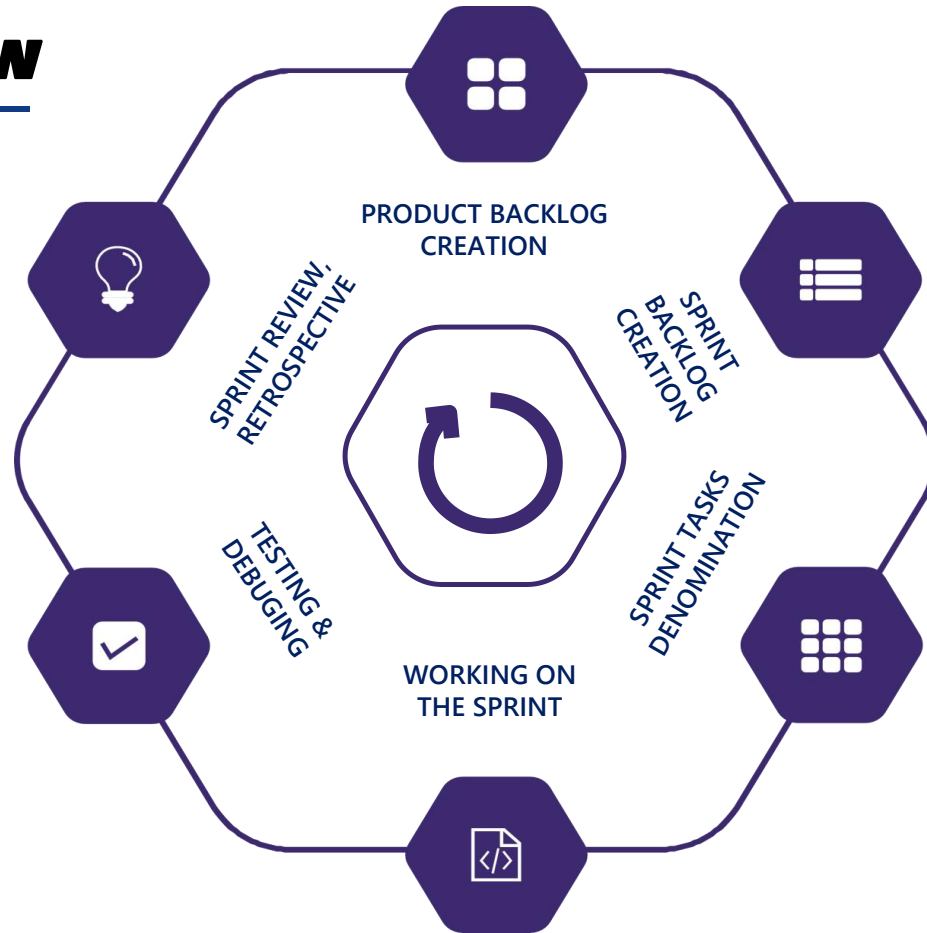 W
PRODUCT BACKLOG
CREATION
SPRINT
BACKLOG
CREATION
SPRINT TASKS
DENOMINATION
WORKING ON
THE SPRINT
TESTING &
DEBUGING
SPRINT REVIEW,
RETROSPECTIVE